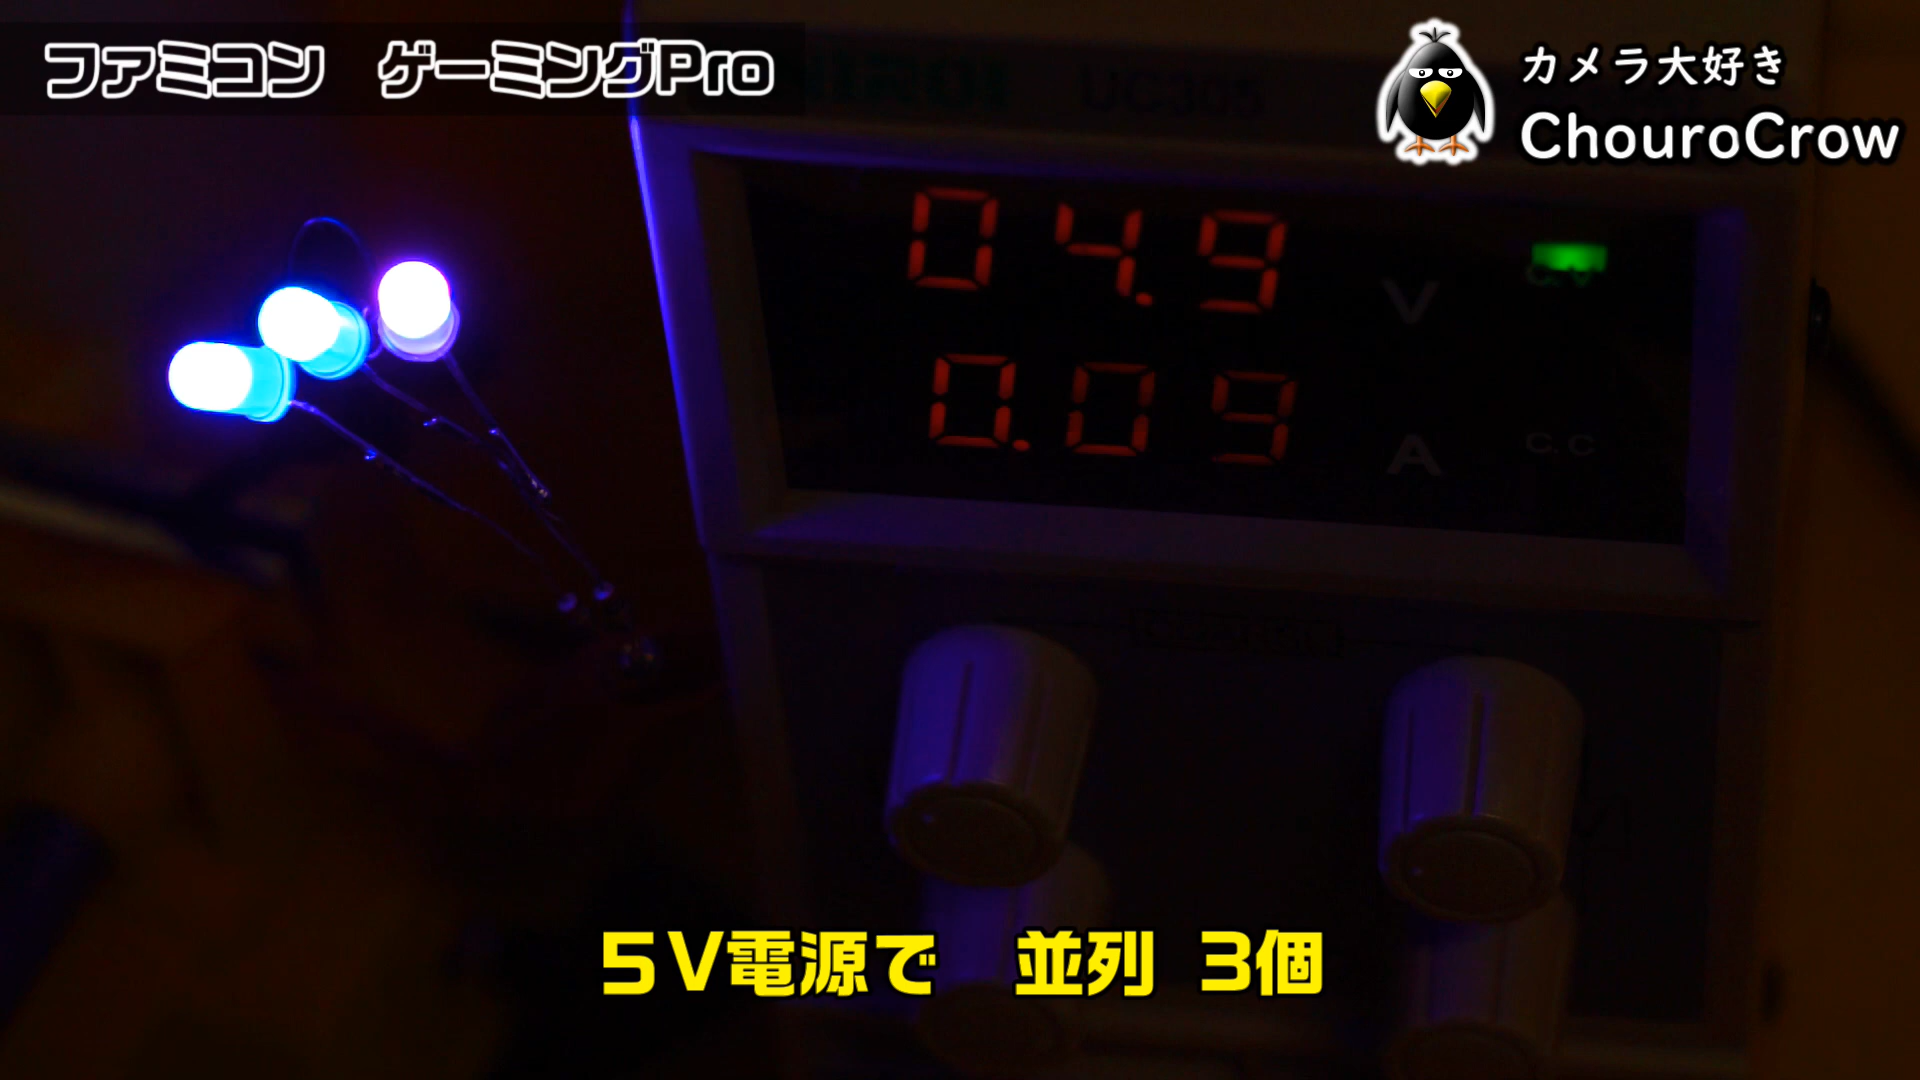 ファミコン　ゲーミングPro
カメラ大好き
ChouroCrow
UC305
04.9 V C.V
0.09 A C.C
５V電源で　並列 ３個